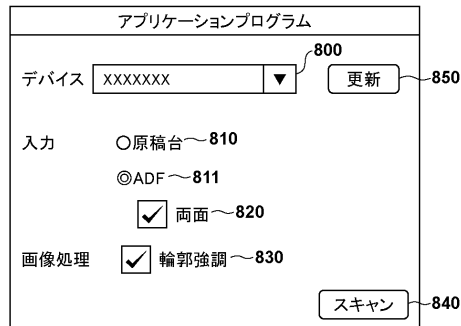 アプリケーションプログラム
800
デバイス XXXXXXX ▼ 更新 850
入力 ○原稿台 810
◎ADF 811
✓ 両面 820
画像処理 ✓ 輪郭強調 830
スキャン 840